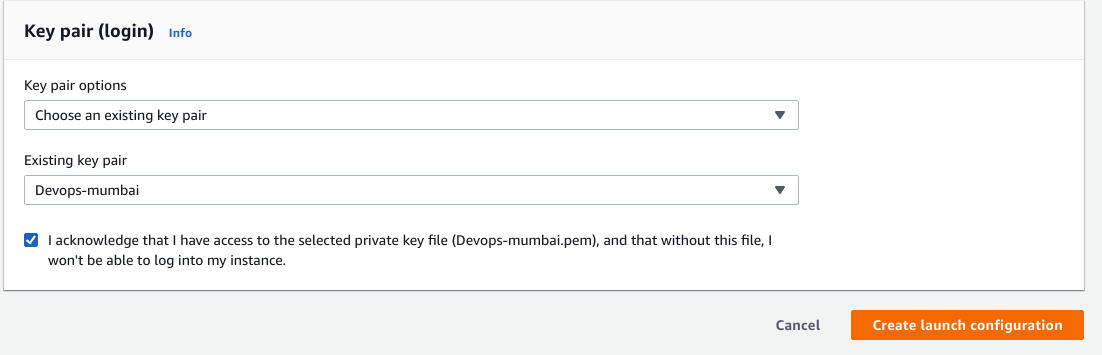 Key pair (login) Info
Key pair options
Choose an existing key pair
Existing key pair
Devops-mumbai
I acknowledge that I have access to the selected private key file (Devops-mumbai.pem), and that without this file, I
won't be able to log into my instance.
Cancel Create launch configuration